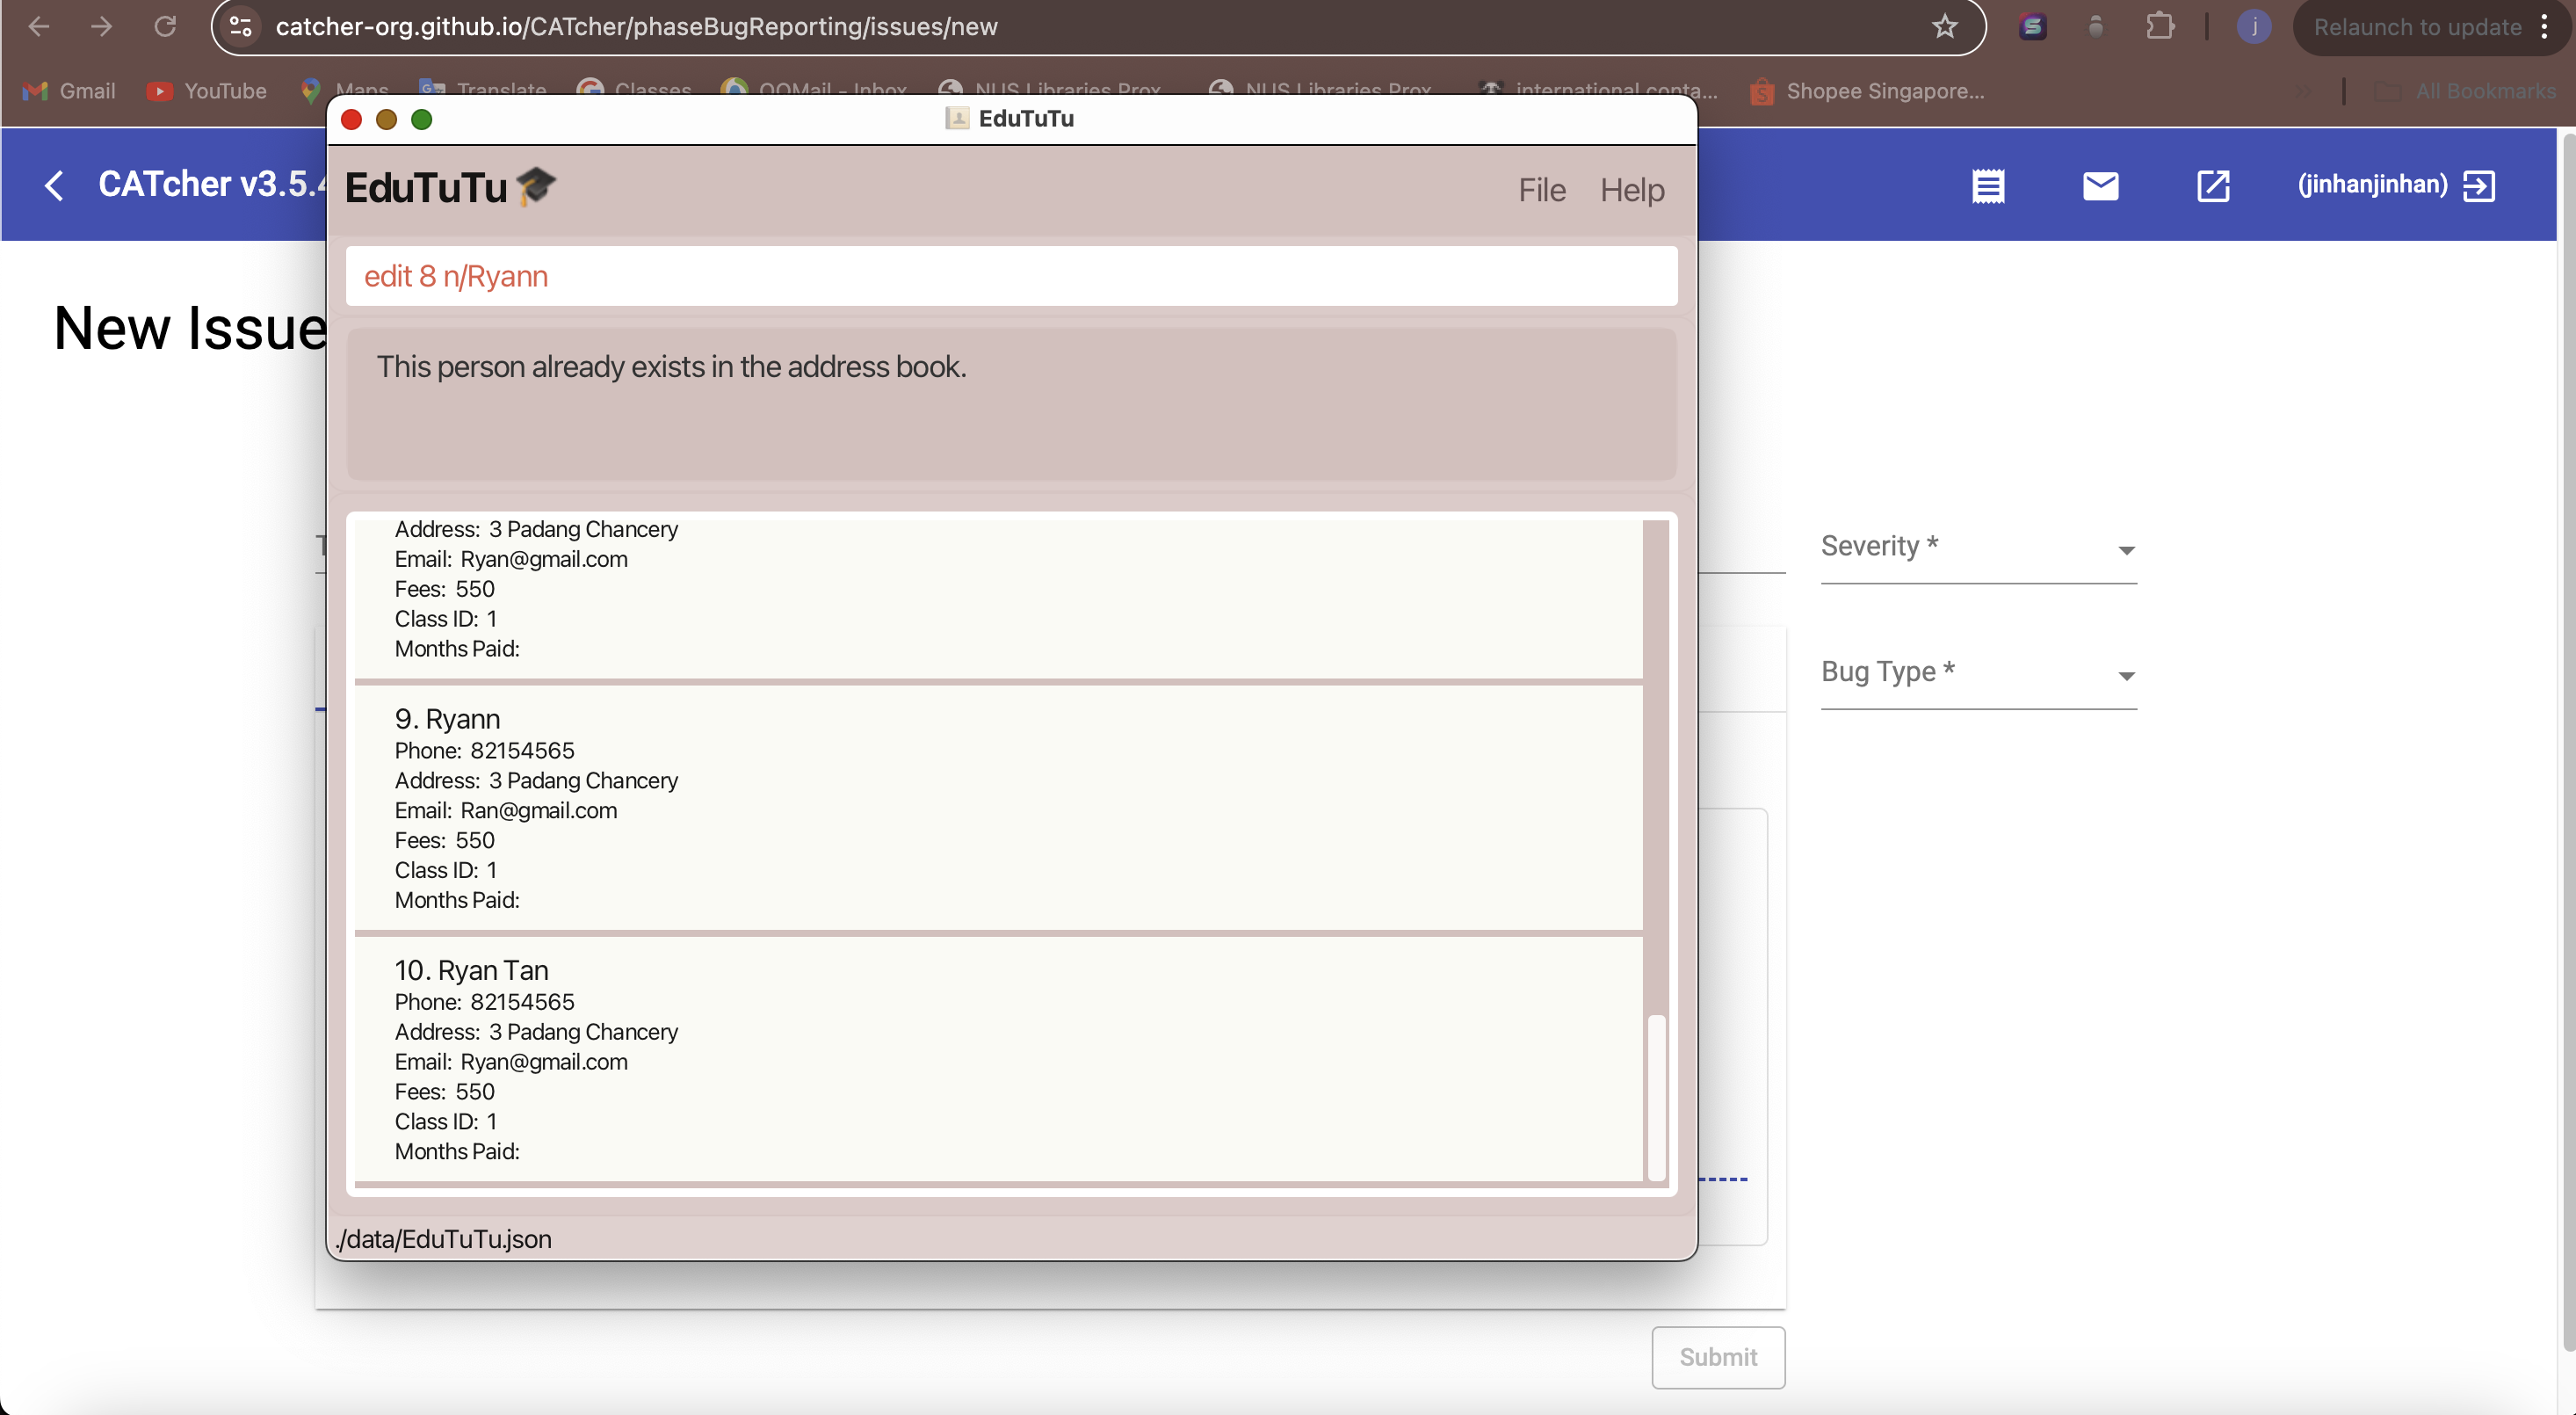 catcher-org.github.io/CATcher/phaseBugReporting/issues/new
j
Relaunch to update
Gmail
YouTube
Maps
Translate
Classes
QQMail - Inbox
NUS Libraries Prox
NUS Libraries Prox
international conta...
Shopee Singapore...
All Bookmarks
EduTuTu
CATcher v3.5.4
(jinhanjinhan)
EduTuTu
File Help
edit 8 n/Ryann
New Issue
This person already exists in the address book.
Address: 3 Padang Chancery
Email: Ryan@gmail.com
Fees: 550
Class ID: 1
Months Paid:
Severity *
Bug Type *
9. Ryann
Phone: 82154565
Address: 3 Padang Chancery
Email: Ran@gmail.com
Fees: 550
Class ID: 1
Months Paid:
10. Ryan Tan
Phone: 82154565
Address: 3 Padang Chancery
Email: Ryan@gmail.com
Fees: 550
Class ID: 1
Months Paid:
./data/EduTuTu.json
Submit